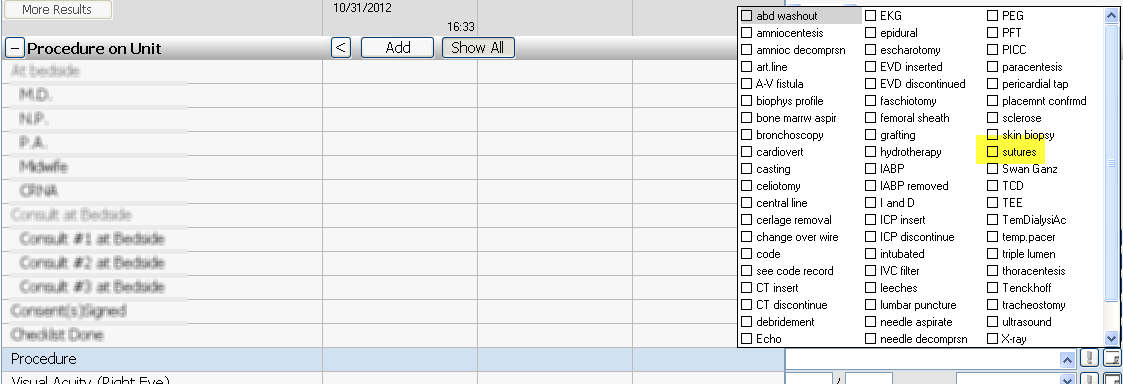 More Results
10/31/2012
16:33
− Procedure on Unit < Add Show All
At bedside
M.D.
N.P.
P.A.
Midwife
CRNA
Consult at Bedside
Consult #1 at Bedside
Consult #2 at Bedside
Consult #3 at Bedside
Consent(s)Signed
Checklist Done
Procedure
Visual Acuity (Right Eye)
/
abd washout EKG PEG
amniocentesis epidural PFT
amnioc decomprsn escharotomy PICC
art.line EVD inserted paracentesis
A-V fistula EVD discontinued pericardial tap
biophys profile faschiotomy placemnt confrmd
bone marrw aspir femoral sheath sclerose
bronchoscopy grafting skin biopsy
cardiovert hydrotherapy sutures
casting IABP Swan Ganz
celiotomy IABP removed TCD
central line I and D TEE
cerlage removal ICP insert TemDialysiAc
change over wire ICP discontinue temp.pacer
code intubated triple lumen
see code record IVC filter thoracentesis
CT insert leeches Tenckhoff
CT discontinue lumbar puncture tracheostomy
debridement needle aspirate ultrasound
Echo needle decomprsn X-ray